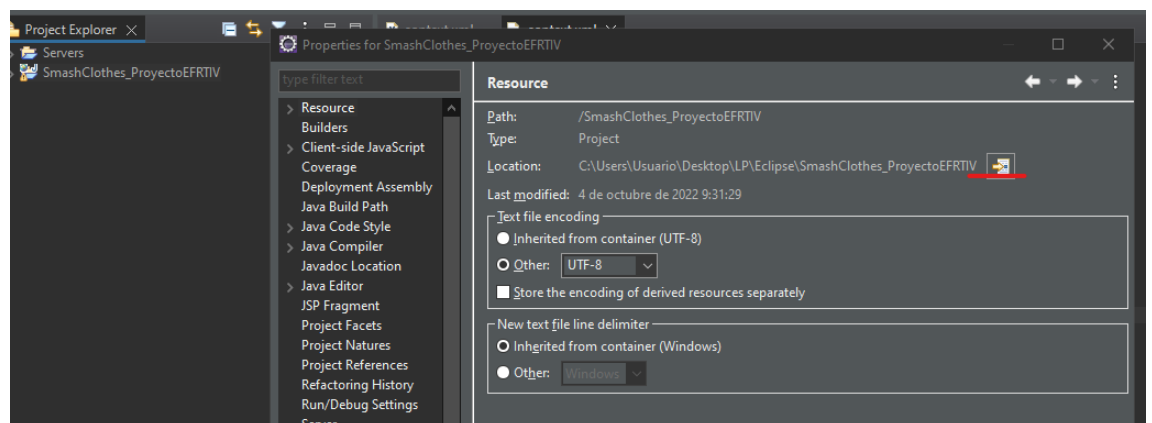 Project Explorer
Servers
SmashClothes_ProyectoEFRTIV
Properties for SmashClothes_ProyectoEFRTIV
type filter text
Resource
Builders
Client-side JavaScript
Coverage
Deployment Assembly
Java Build Path
Java Code Style
Java Compiler
Javadoc Location
Java Editor
JSP Fragment
Project Facets
Project Natures
Project References
Refactoring History
Run/Debug Settings
Resource
Path: /SmashClothes_ProyectoEFRTIV
Type: Project
Location: C:\Users\Usuario\Desktop\LP\Eclipse\SmashClothes_ProyectoEFRTIV
Last modified: 4 de octubre de 2022 9:31:29
Text file encoding
Inherited from container (UTF-8)
Other: UTF-8
Store the encoding of derived resources separately
New text file line delimiter
Inherited from container (Windows)
Other: Windows